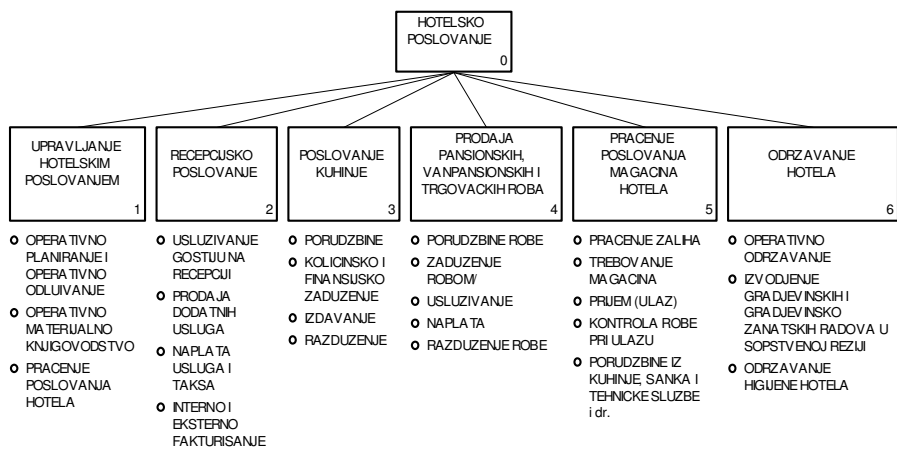 HOTELSKO
POSLOVANJE
0
UPRAVLJANJE
HOTELSKIM
POSLOVANJEM
1
RECEPCIJSKO
POSLOVANJE
2
POSLOVANJE
KUHINJE
3
PRODAJA
PANSIONSKIH,
VANPANSIONSKIH I
TRGOVACKIH ROBA
4
PRACENJE
POSLOVANJA
MAGACINA
HOTELA
5
ODRZAVANJE
HOTELA
6
OPERATIVNO
PLANIRANJE I
OPERATIVNO
ODLUIVANJE
OPERATIVNO
MATERIJALNO
KNJIGOVODSTVO
PRACENJE
POSLOVANJA
HOTELA
USLUZIVANJE
GOSTIJU NA
RECEPCIJI
PRODAJA
DODATNIH
USLUGA
NAPLATA
USLUGA I
TAKSA
INTERNO I
EKSTERNO
FAKTURISANJE
PORUDZBINE
KOLICINSKO I
FINANSIJSKO
ZADUZENJE
IZDAVANJE
RAZDUZENJE
PORUDZBINE ROBE
ZADUZENJE
ROBOM/
USLUZIVANJE
NAPLATA
RAZDUZENJE ROBE
PRACENJE ZALIHA
TREBOVANJE
MAGACINA
PRIJEM (ULAZ)
KONTROLA ROBE
PRI ULAZU
PORUDZBINE IZ
KUHINJE, SANKA I
TEHNICKE SLUZBE
i dr.
OPERATIVNO
ODRZAVANJE
IZVODJENJE
GRADJEVINSKIH I
GRADJEVINSKO
ZANATSKIH RADOVA U
SOPSTVENOJ REZIJI
ODRZAVANJE
HIGIJENE HOTELA